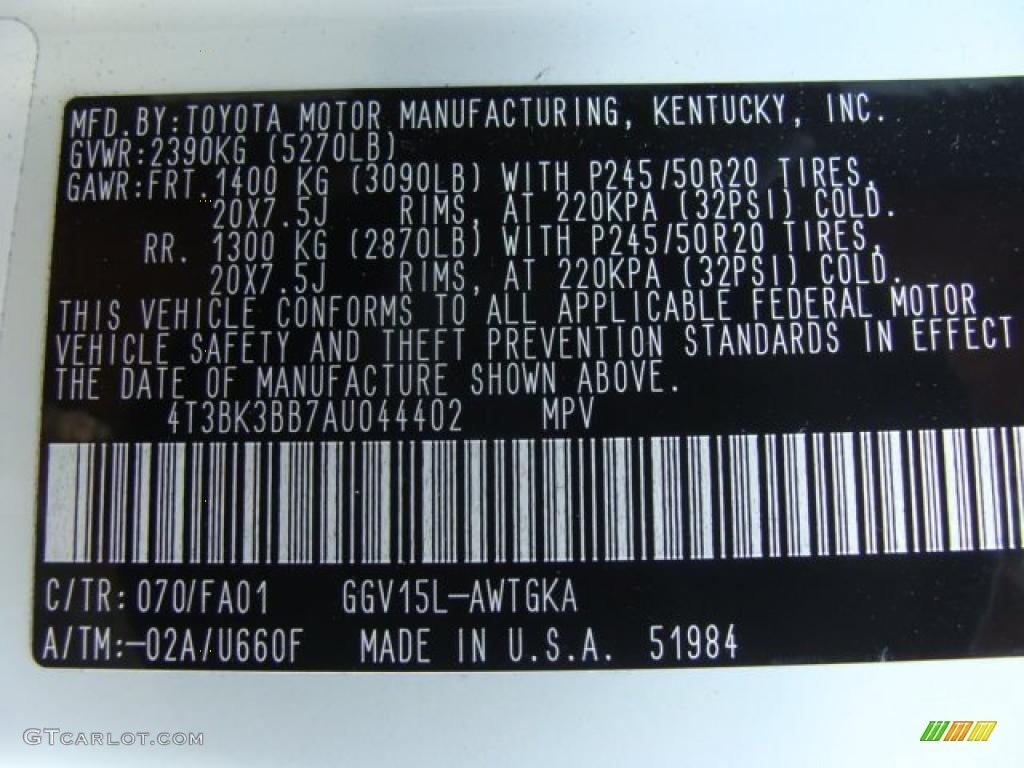 MFD.BY:TOYOTA MOTOR MANUFACTURING, KENTUCKY, INC.
GVWR:2390KG (5270LB)
GAWR:FRT.1400 KG (3090LB) WITH P245/50R20 TIRES,
20X7.5J RIMS, AT 220KPA (32PSI) COLD.
RR. 1300 KG (2870LB) WITH P245/50R20 TIRES,
20X7.5J RIMS, AT 220KPA (32PSI) COLD.
THIS VEHICLE CONFORMS TO ALL APPLICABLE FEDERAL MOTOR
VEHICLE SAFETY AND THEFT PREVENTION STANDARDS IN EFFECT
THE DATE OF MANUFACTURE SHOWN ABOVE.
4T3BK3BB7AU044402 MPV
C/TR: 070/FA01 GGV15L-AWTGKA
A/TM:-02A/U660F MADE IN U.S.A. 51984
GTCARLOT.COM